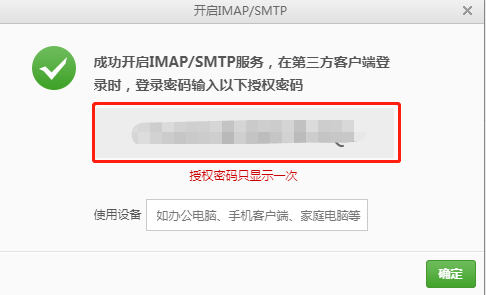 开启IMAP/SMTP
成功开启IMAP/SMTP服务，在第三方客户端登
录时，登录密码输入以下授权密码
授权密码只显示一次
使用设备 如办公电脑、手机客户端、家庭电脑等
确定